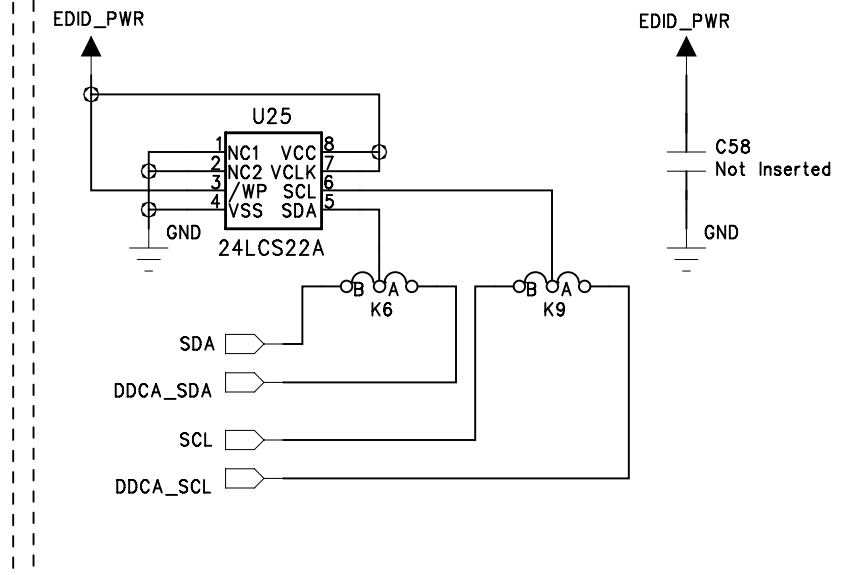 EDID_PWR
EDID_PWR
U25
1 NC1 VCC 8
2 NC2 VCLK 7
3 /WP SCL 6
4 VSS SDA 5
GND
24LCS22A
C58
Not Inserted
GND
B A
K6
B A
K9
SDA
DDCA_SDA
SCL
DDCA_SCL